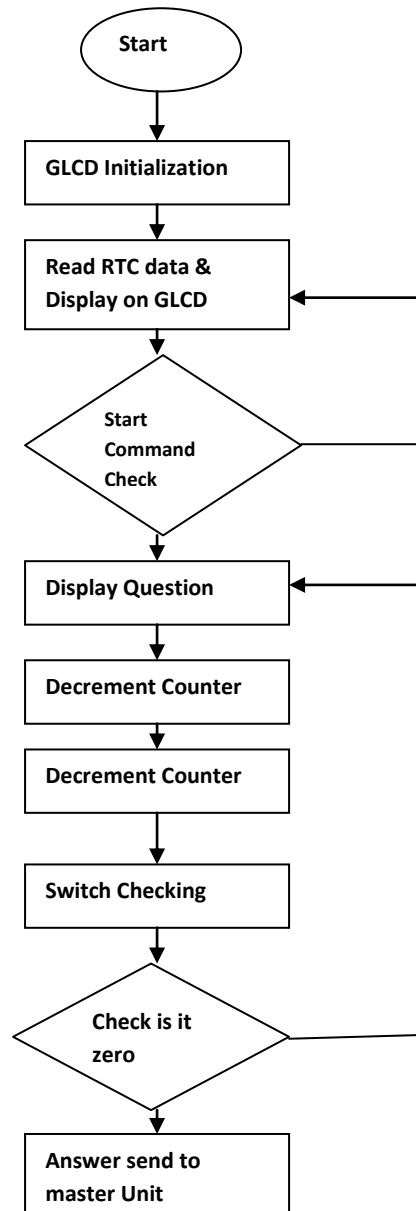 Start
GLCD Initialization
Read RTC data &
Display on GLCD
Start
Command
Check
Display Question
Decrement Counter
Decrement Counter
Switch Checking
Check is it
zero
Answer send to
master Unit